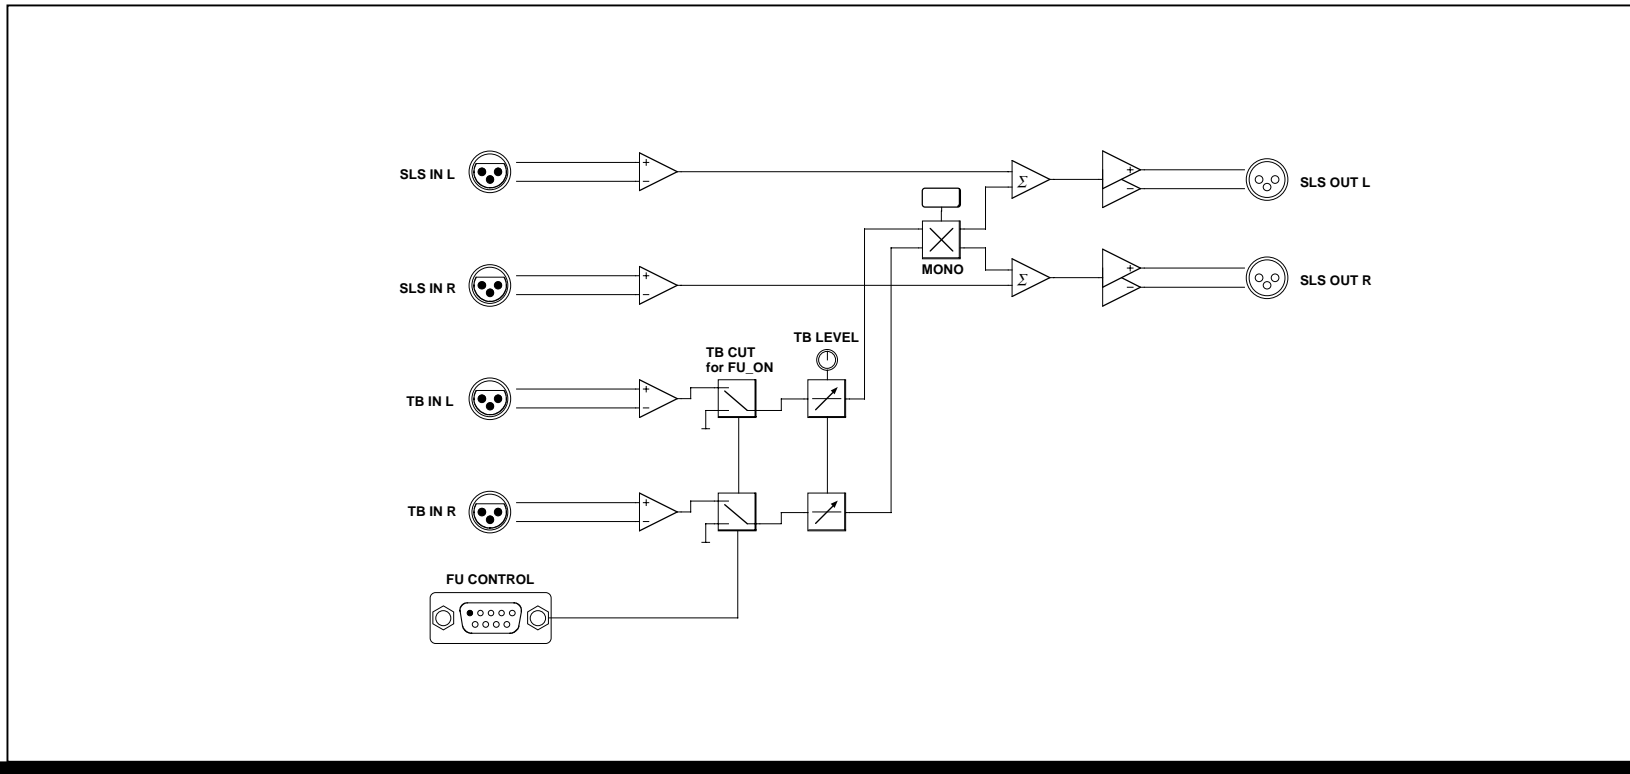 SLS IN L
+
−
Σ
+
−
SLS OUT L
MONO
SLS IN R
+
−
Σ
+
−
SLS OUT R
TB LEVEL
TB CUT
for FU_ON
TB IN L
+
−
TB IN R
+
−
FU CONTROL